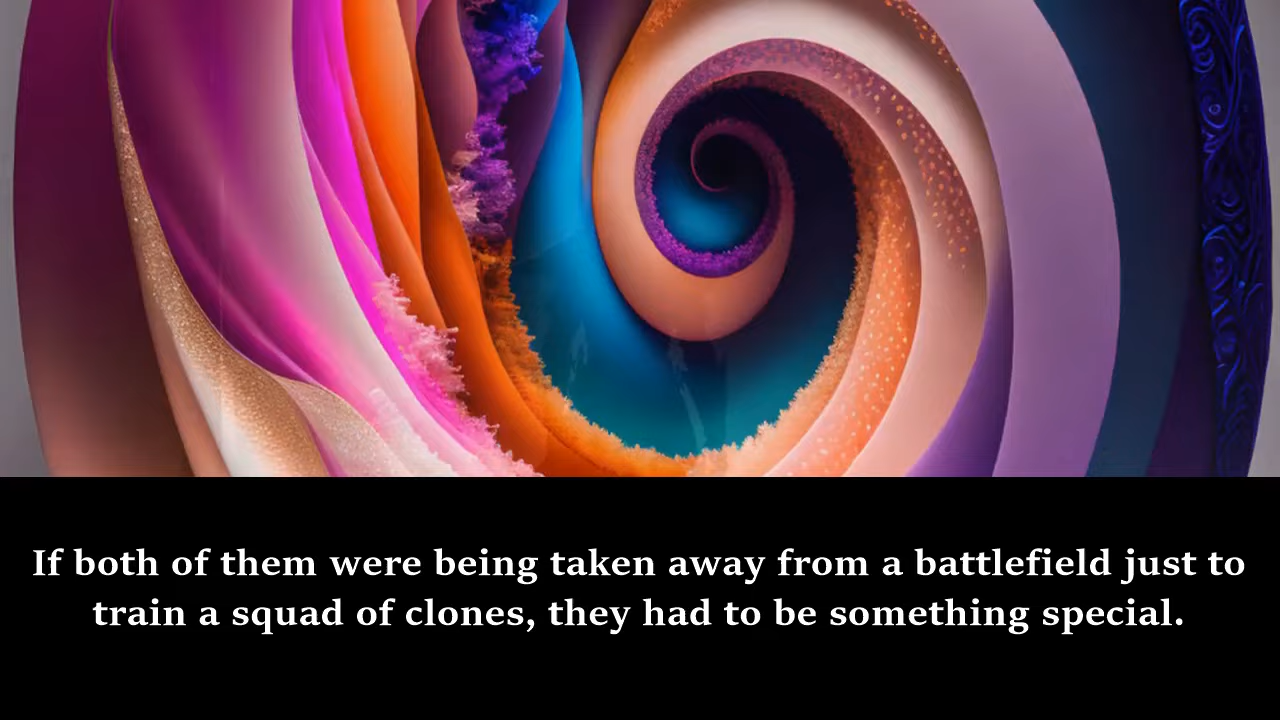 If both of them were being taken away from a battlefield just to
train a squad of clones, they had to be something special.